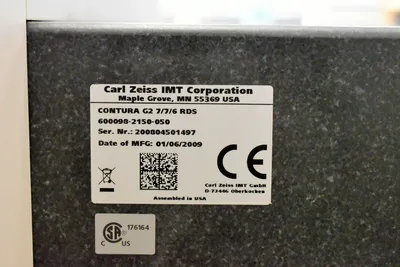 Carl Zeiss IMT Corporation
Maple Grove, MN 55369 USA
CONTURA G2 7/7/6 RDS
600098-2150-050
Ser. Nr.: 200804501497
Date of MFG: 01/06/2009
CE
Carl Zeiss IMT GmbH
D 73446 Oberkochen
Assembled in USA
CSA 176164
C US